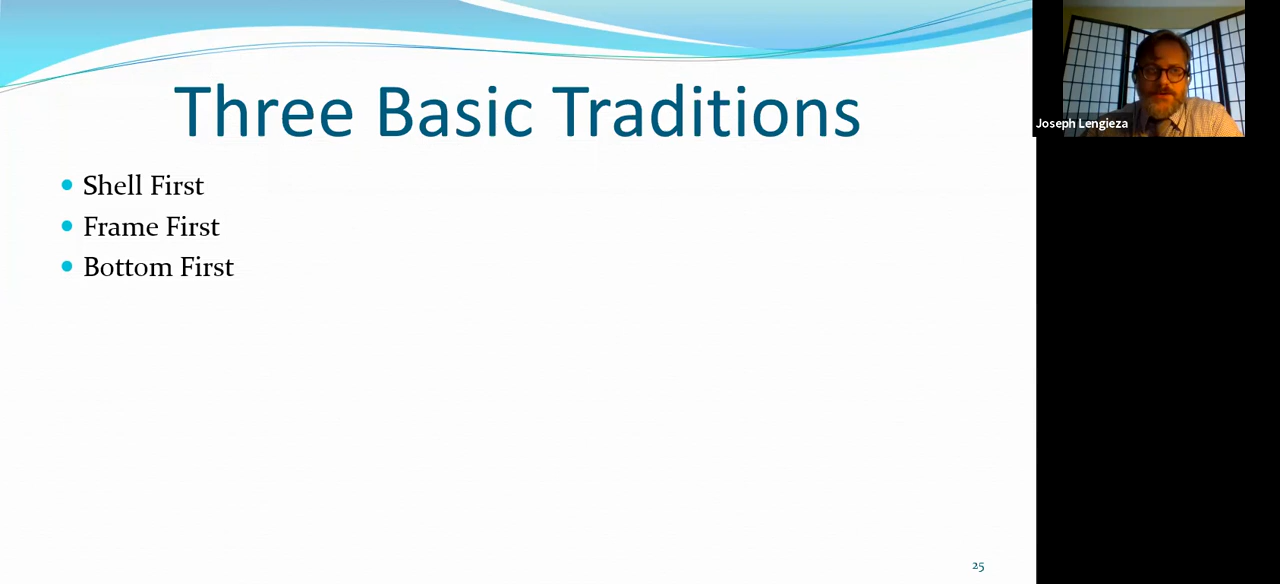 Three Basic Traditions
Shell First
Frame First
Bottom First
25
Joseph Lengieza